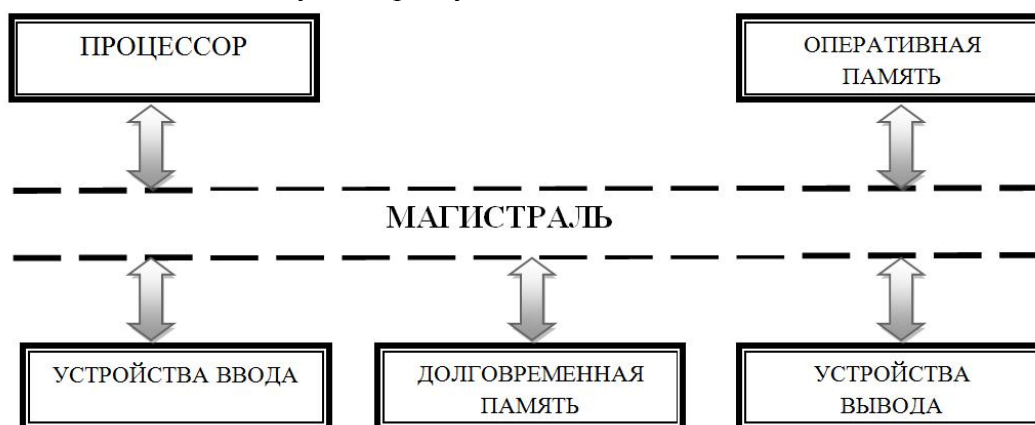 ПРОЦЕССОР
ОПЕРАТИВНАЯ
ПАМЯТЬ
МАГИСТРАЛЬ
УСТРОЙСТВА ВВОДА
ДОЛГОВРЕМЕННАЯ
ПАМЯТЬ
УСТРОЙСТВА
ВЫВОДА